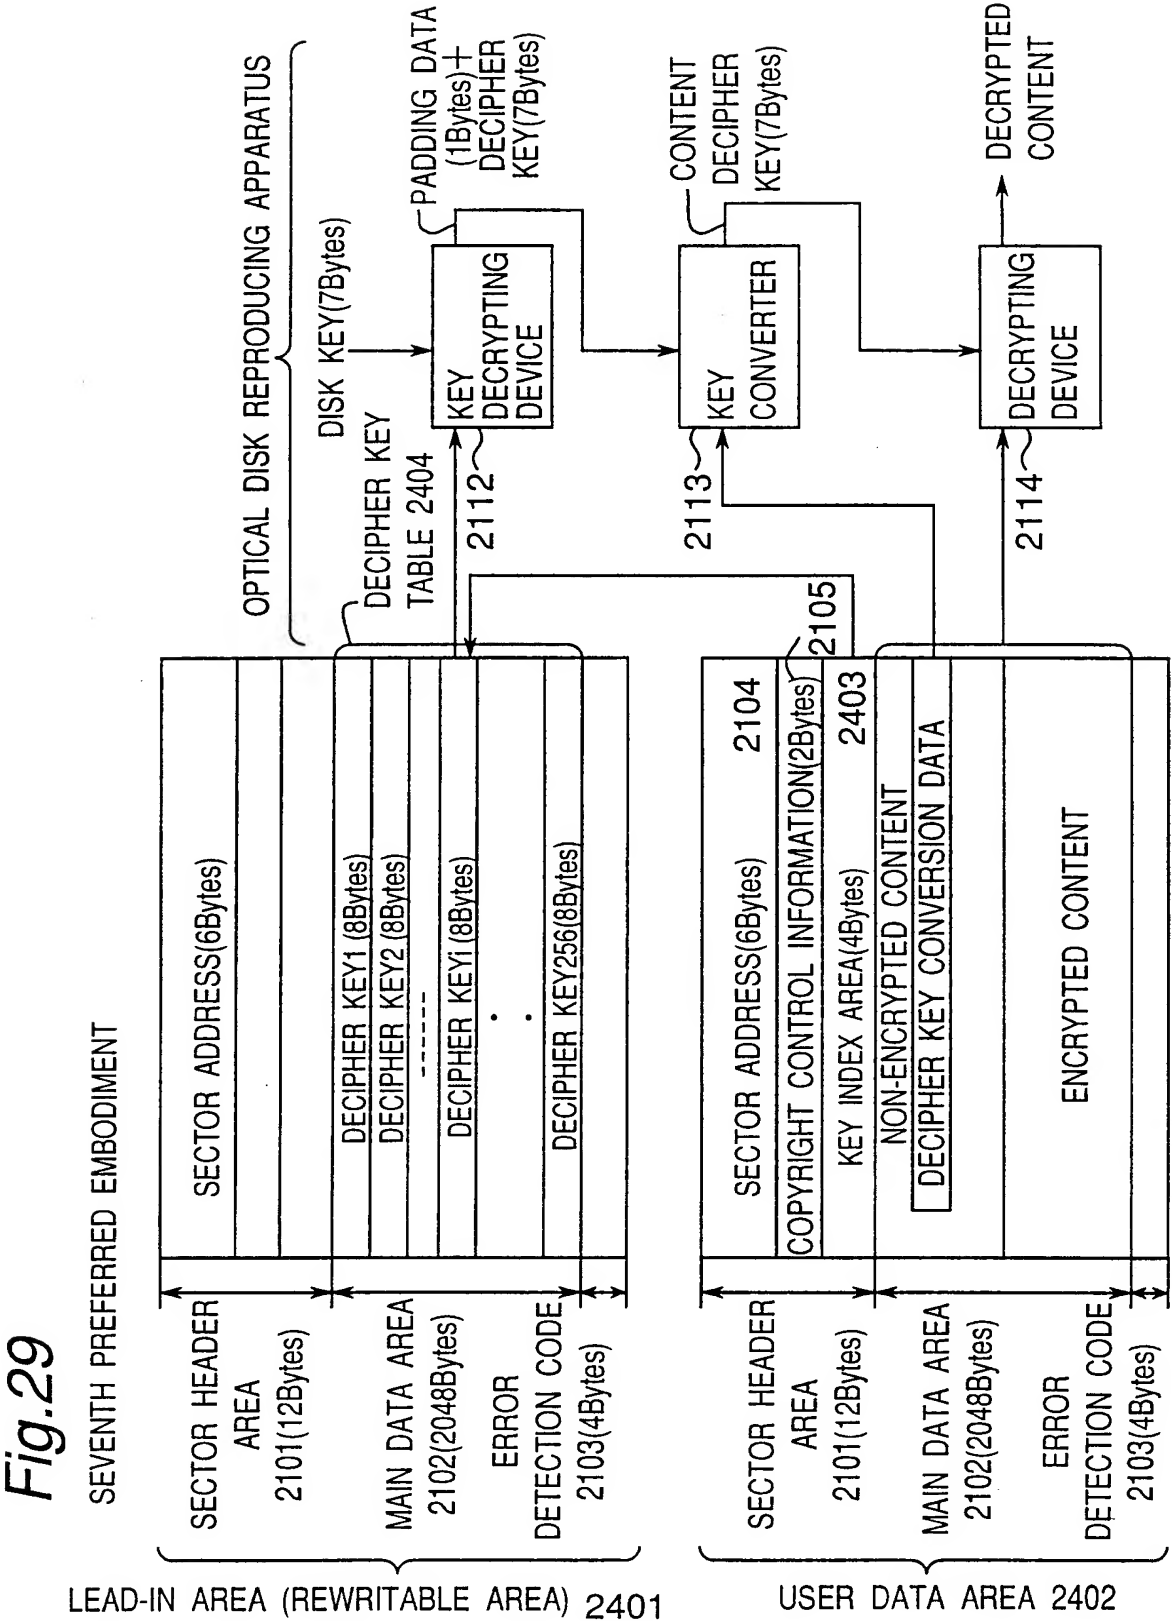 Fig.29
SEVENTH PREFERRED EMBODIMENT
OPTICAL DISK REPRODUCING APPARATUS
LEAD-IN AREA (REWRITABLE AREA) 2401
SECTOR HEADER
AREA
2101(12Bytes)
MAIN DATA AREA
2102(2048Bytes)
ERROR
DETECTION CODE
2103(4Bytes)
SECTOR ADDRESS(6Bytes)
DECIPHER KEY1 (8Bytes)
DECIPHER KEY2 (8Bytes)
DECIPHER KEYi (8Bytes)
DECIPHER KEY256(8Bytes)
DECIPHER KEY
TABLE 2404
DISK KEY(7Bytes)
KEY
DECRYPTING
DEVICE
2112
PADDING DATA
(1Bytes)+
DECIPHER
KEY(7Bytes)
KEY
CONVERTER
2113
CONTENT
DECIPHER
KEY(7Bytes)
DECRYPTING
DEVICE
2114
DECRYPTED
CONTENT
USER DATA AREA 2402
SECTOR HEADER
AREA
2101(12Bytes)
MAIN DATA AREA
2102(2048Bytes)
ERROR
DETECTION CODE
2103(4Bytes)
SECTOR ADDRESS(6Bytes) 2104
COPYRIGHT CONTROL INFORMATION(2Bytes) 2105
KEY INDEX AREA(4Bytes) 2403
NON-ENCRYPTED CONTENT
DECIPHER KEY CONVERSION DATA
ENCRYPTED CONTENT